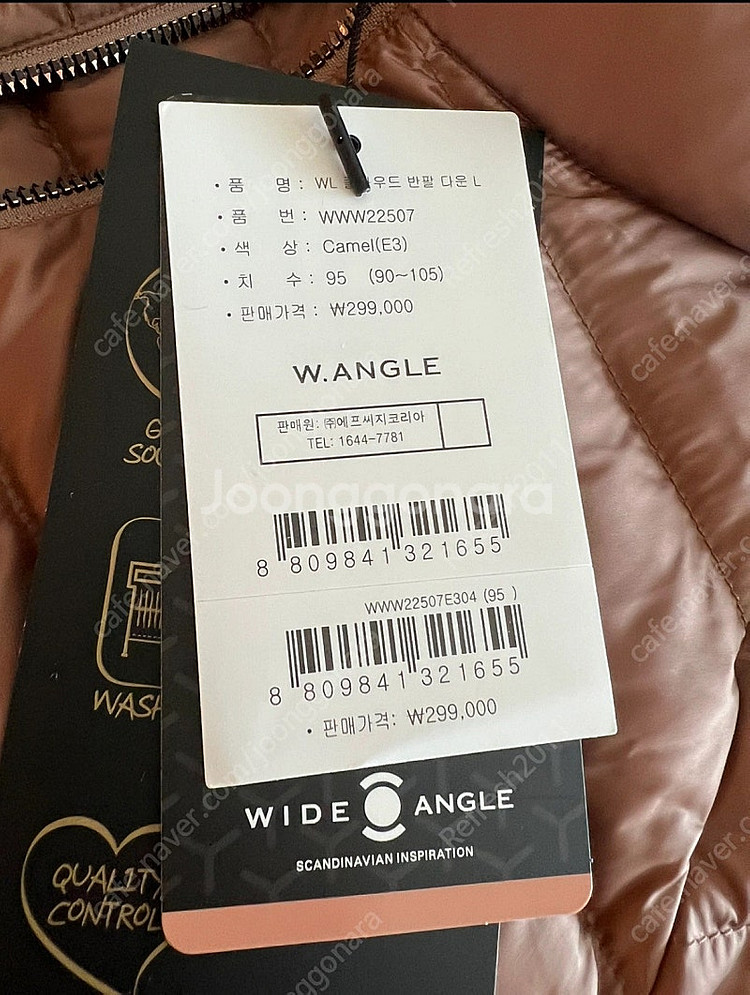 · 품 명 : WL 우드 반팔 다운 L
· 품 번 : WWW22507
· 색 상 : Camel(E3)
· 치 수 : 95 (90~105)
· 판매가격 : ₩299,000
W.ANGLE
판매원: ㈜에프씨지코리아
TEL: 1644-7781
Joonggonara
8 809841 321655
WWW22507E304 (95 )
8 809841 321655
· 판매가격: ₩299,000
WIDE ANGLE
SCANDINAVIAN INSPIRATION
WASH
QUALITY
CONTROL
cafe.naver.com/joonggonara
Refresh2011